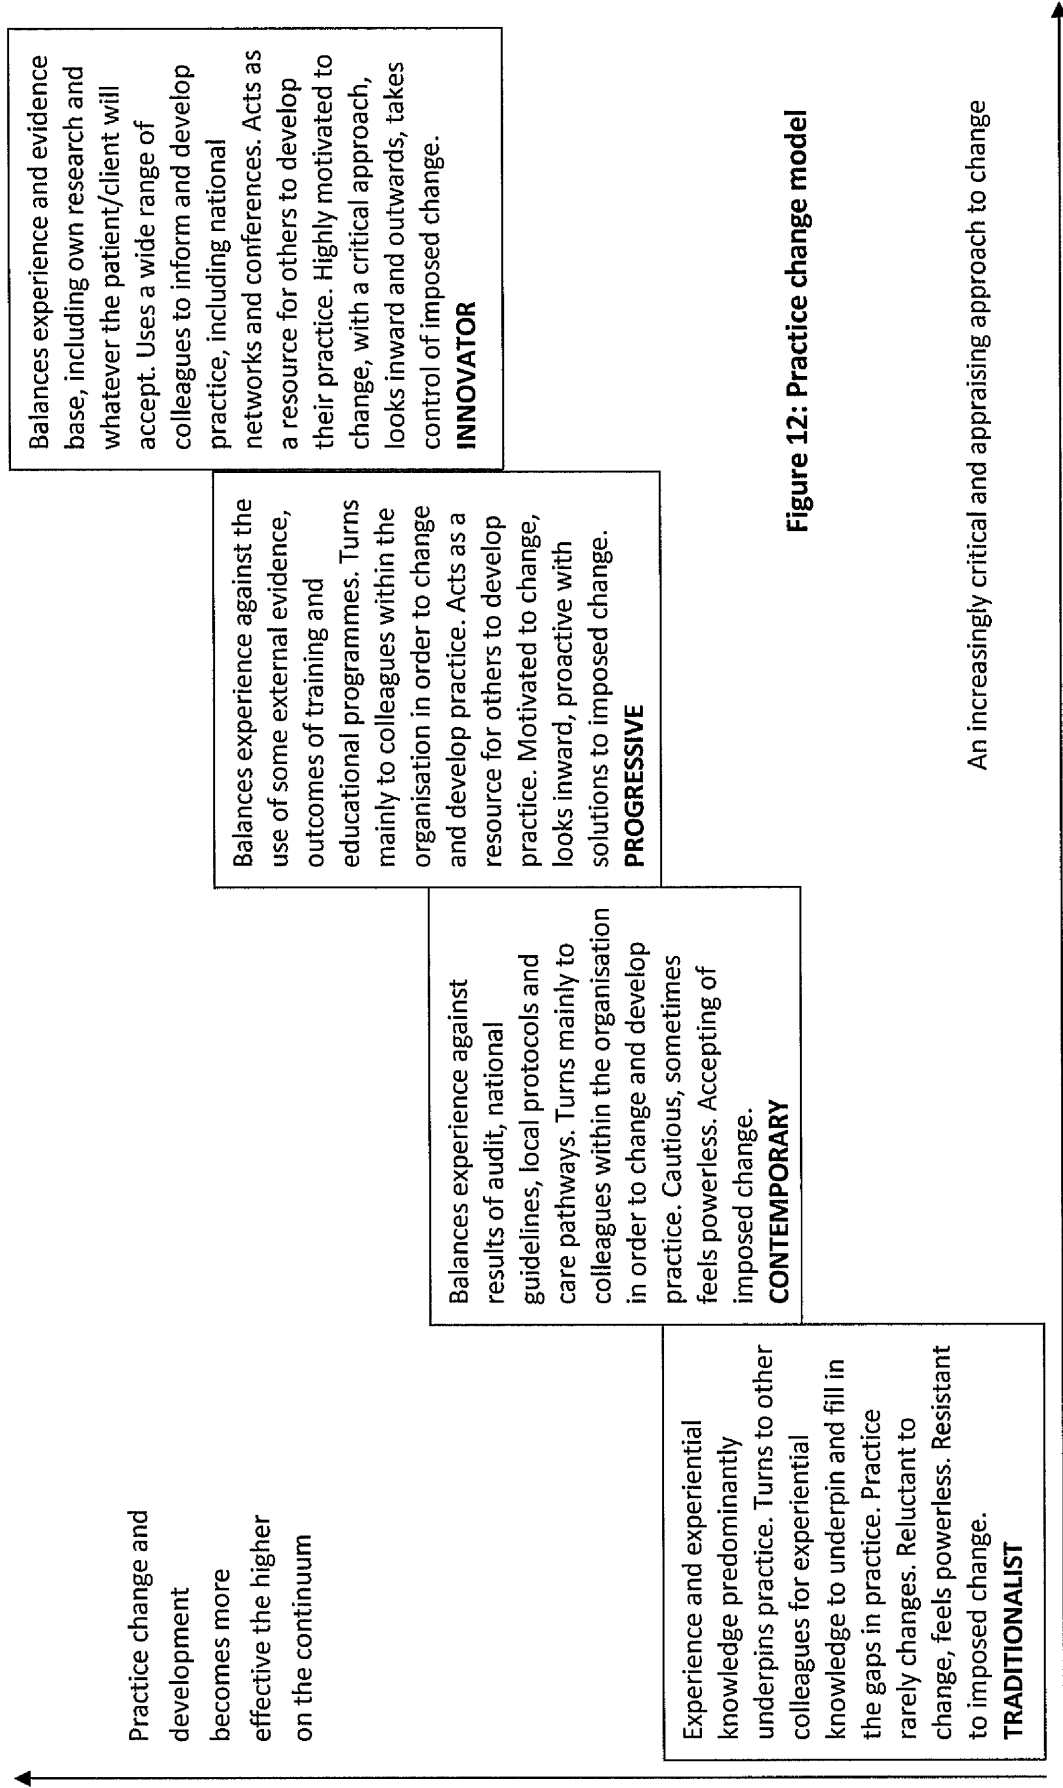 Practice change and
development
becomes more
effective the higher
on the continuum
Experience and experiential
knowledge predominantly
underpins practice. Turns to other
colleagues for experiential
knowledge to underpin and fill in
the gaps in practice. Practice
rarely changes. Reluctant to
change, feels powerless. Resistant
to imposed change.
TRADITIONALIST
Balances experience against
results of audit, national
guidelines, local protocols and
care pathways. Turns mainly to
colleagues within the organisation
in order to change and develop
practice. Cautious, sometimes
feels powerless. Accepting of
imposed change.
CONTEMPORARY
Balances experience against the
use of some external evidence,
outcomes of training and
educational programmes. Turns
mainly to colleagues within the
organisation in order to change
and develop practice. Acts as a
resource for others to develop
practice. Motivated to change,
looks inward, proactive with
solutions to imposed change.
PROGRESSIVE
Balances experience and evidence
base, including own research and
whatever the patient/client will
accept. Uses a wide range of
colleagues to inform and develop
practice, including national
networks and conferences. Acts as
a resource for others to develop
their practice. Highly motivated to
change, with a critical approach,
looks inward and outwards, takes
control of imposed change.
INNOVATOR
Figure 12: Practice change model
An increasingly critical and appraising approach to change